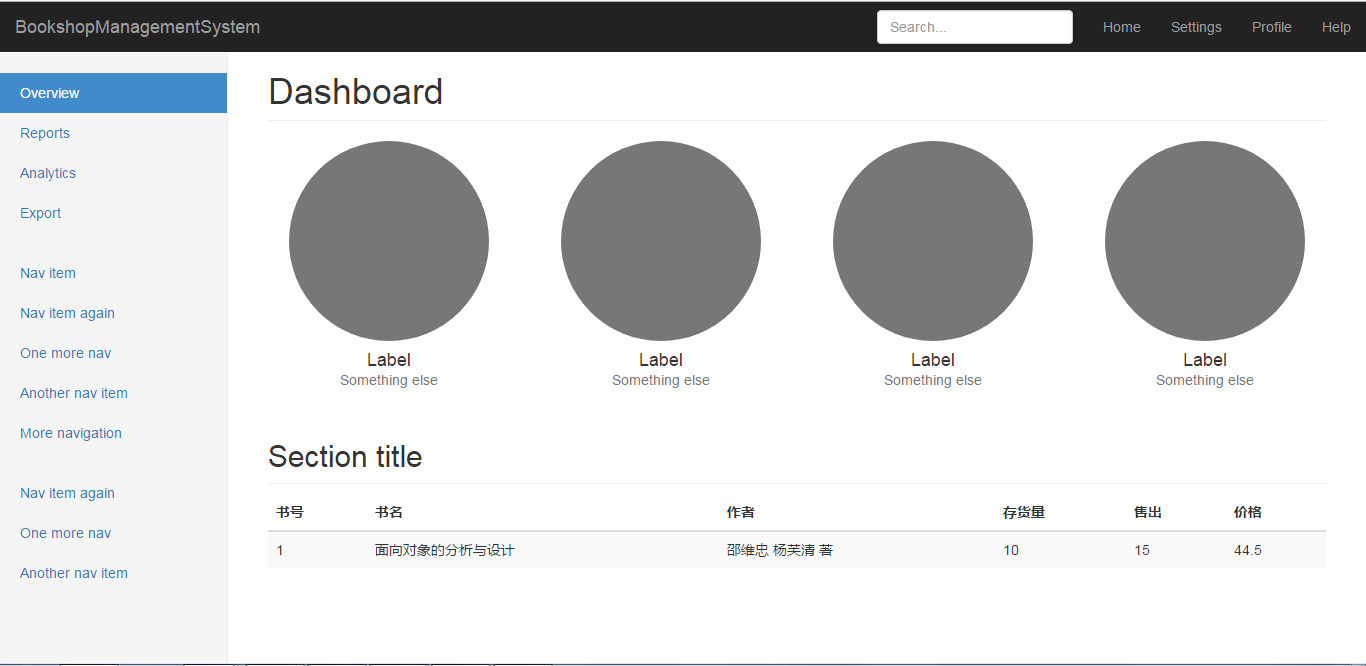 BookshopManagementSystem
Search...
Home Settings Profile Help
Overview
Reports
Analytics
Export
Nav item
Nav item again
One more nav
Another nav item
More navigation
Nav item again
One more nav
Another nav item
Dashboard
Label Label Label Label
Something else Something else Something else Something else
Section title
书号 书名 作者 存货量 售出 价格
1 面向对象的分析与设计 邵维忠 杨芙清 著 10 15 44.5